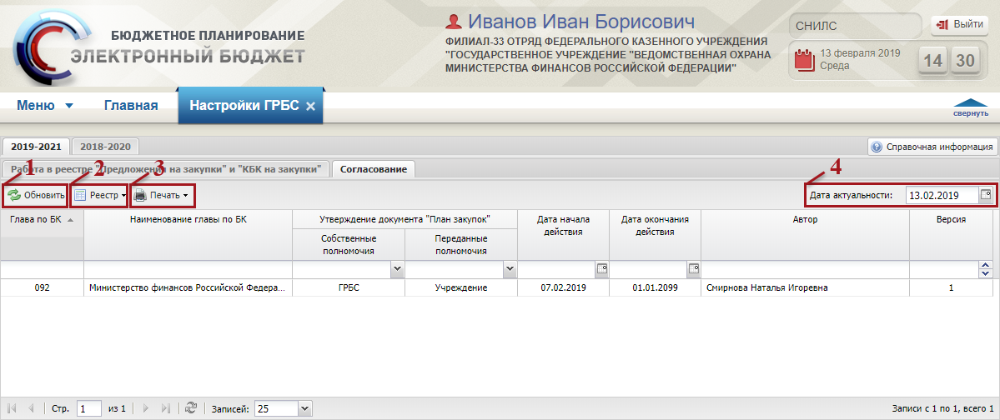 БЮДЖЕТНОЕ ПЛАНИРОВАНИЕ
ЭЛЕКТРОННЫЙ БЮДЖЕТ
Иванов Иван Борисович
ФИЛИАЛ-33 ОТРЯД ФЕДЕРАЛЬНОГО КАЗЕННОГО УЧРЕЖДЕНИЯ
"ГОСУДАРСТВЕННОЕ УЧРЕЖДЕНИЕ "ВЕДОМСТВЕННАЯ ОХРАНА
МИНИСТЕРСТВА ФИНАНСОВ РОССИЙСКОЙ ФЕДЕРАЦИИ"
СНИЛС
Выйти
13 февраля 2019
Среда
14 30
Меню Главная Настройки ГРБС
свернуть
2019-2021 2018-2020
Справочная информация
Работа в реестре "Предложения на закупки" и "КБК на закупки" Согласование
1 2 3 4
Обновить Реестр Печать Дата актуальности: 13.02.2019
Глава по БК Наименование главы по БК Утверждение документа "План закупок" Дата начала действия Дата окончания действия Автор Версия
Собственные полномочия Переданные полномочия
092 Министерство финансов Российской Федера... ГРБС Учреждение 07.02.2019 01.01.2099 Смирнова Наталья Игоревна 1
Стр. 1 из 1 Записей: 25 Записи с 1 по 1, всего 1